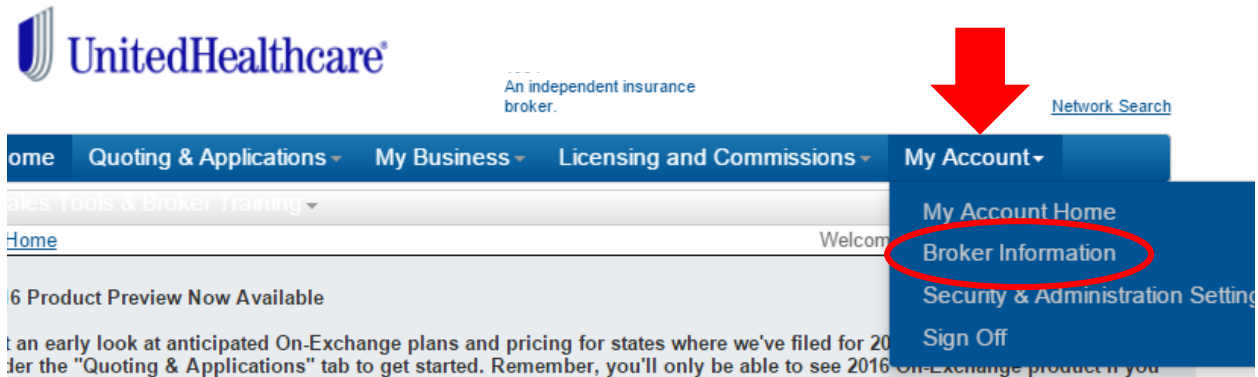 UnitedHealthcare®
An independent insurance
broker.
Network Search
ome Quoting & Applications My Business Licensing and Commissions My Account
ales Tools & Broker Training
My Account Home
Home Welcom
Broker Information
6 Product Preview Now Available
Security & Administration Setting
t an early look at anticipated On-Exchange plans and pricing for states where we've filed for 20
Sign Off
der the "Quoting & Applications" tab to get started. Remember, you'll only be able to see 2016 On-Exchange product if you